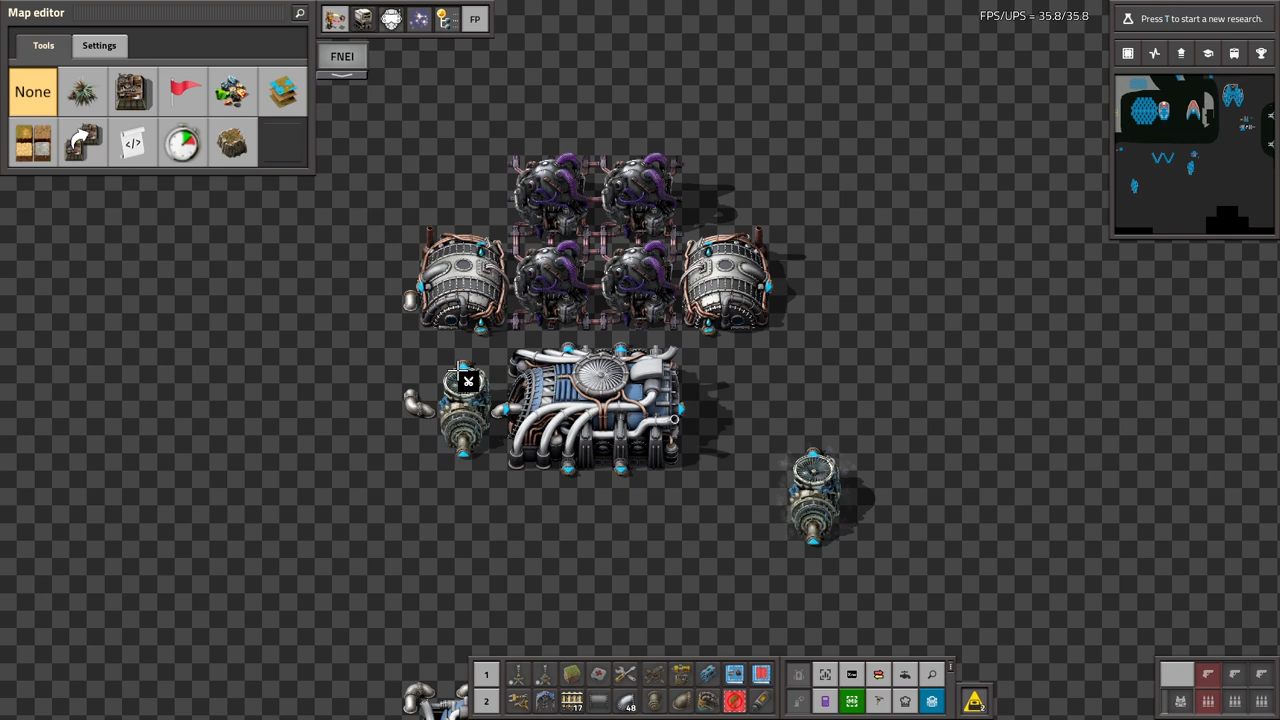 Map editor
Tools
Settings
None
</>
FP
FNEI
FPS/UPS = 35.8/35.8
Press T to start a new research.
1
2
17
48
2